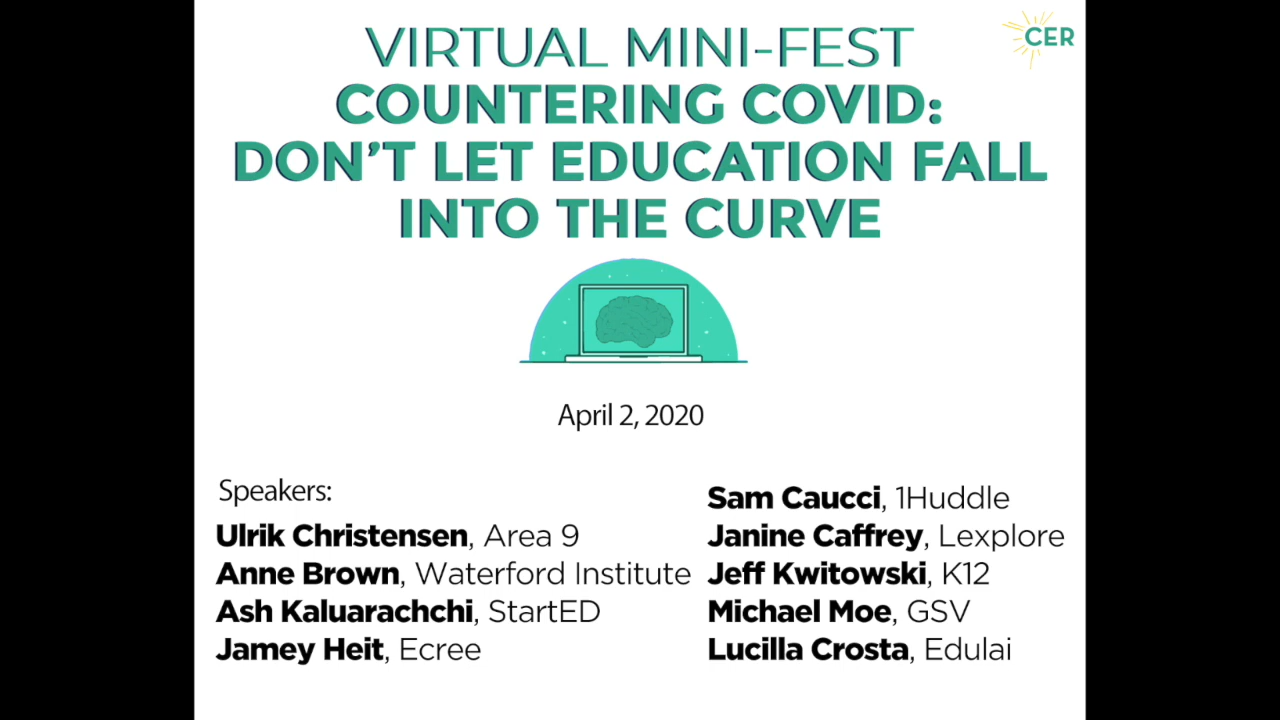 VIRTUAL MINI-FEST
CER
COUNTERING COVID:
DON'T LET EDUCATION FALL
INTO THE CURVE
April 2, 2020
Speakers:
Ulrik Christensen, Area 9
Anne Brown, Waterford Institute
Ash Kaluarachchi, StartED
Jamey Heit, Ecree
Sam Caucci, 1Huddle
Janine Caffrey, Lexplore
Jeff Kwitowski, K12
Michael Moe, GSV
Lucilla Crosta, Edulai